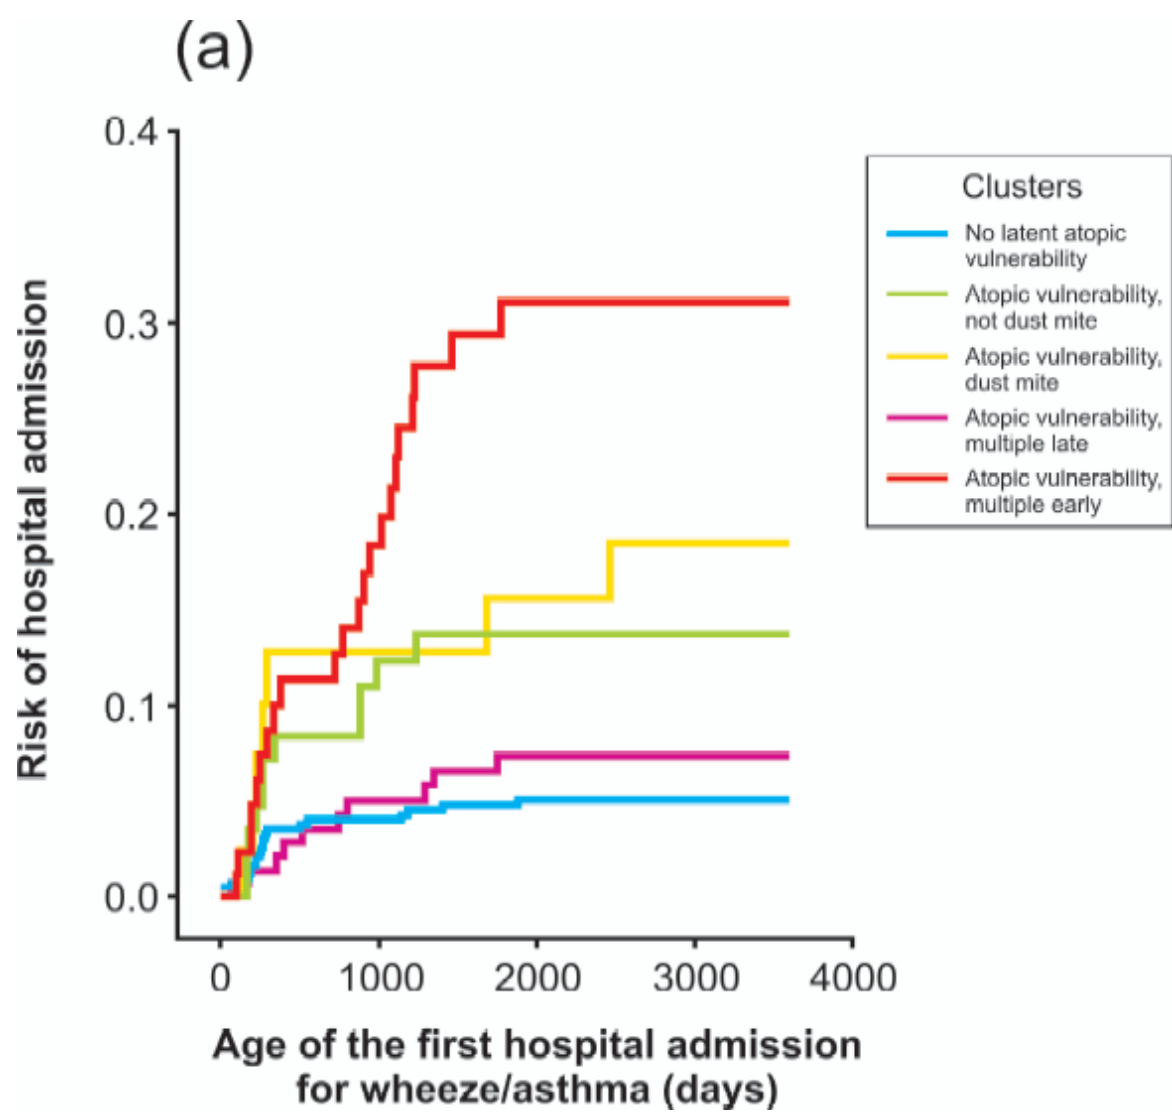 (a)
0.4
0.3
0.2
0.1
0.0
Risk of hospital admission
0 1000 2000 3000 4000
Age of the first hospital admission
for wheeze/asthma (days)
Clusters
No latent atopic
vulnerability
Atopic vulnerability,
not dust mite
Atopic vulnerability,
dust mite
Atopic vulnerability,
multiple late
Atopic vulnerability,
multiple early